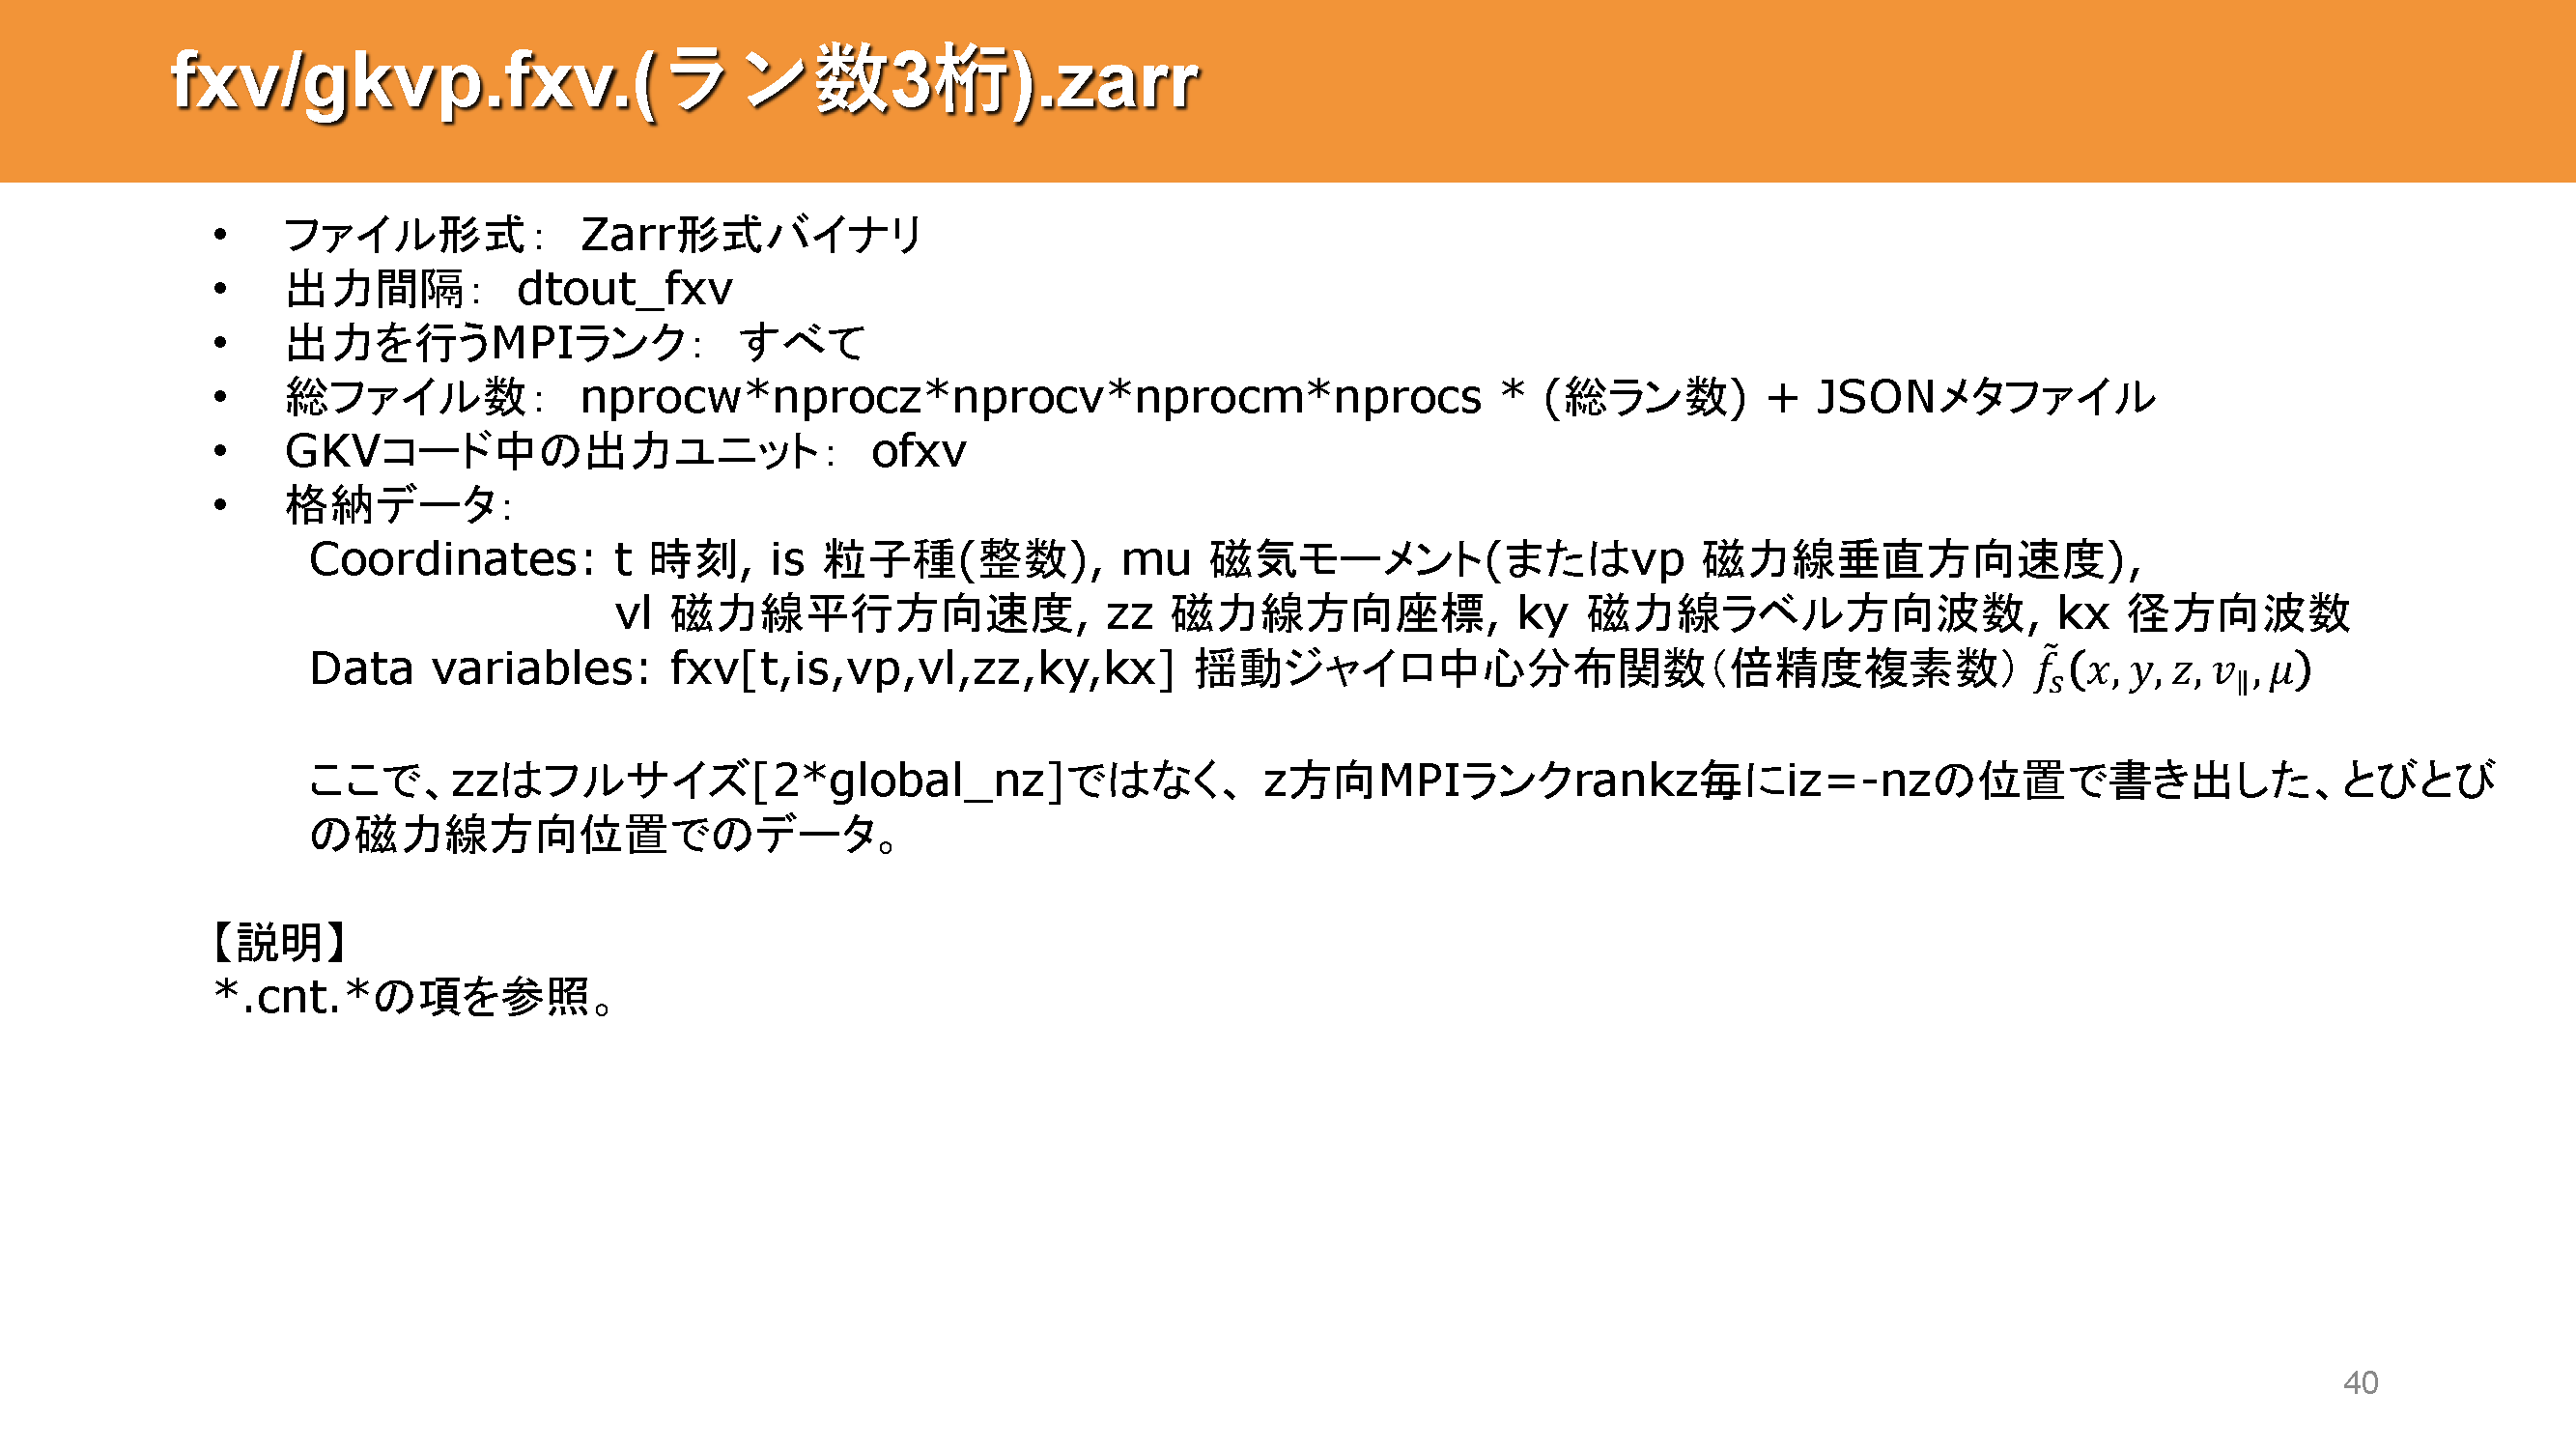 fxv/gkvp.fxv.(ラン数3桁).zarr
• ファイル形式： Zarr形式バイナリ
• 出力間隔： dtout_fxv
• 出力を行うMPIランク： すべて
• 総ファイル数： nprocw*nprocz*nprocv*nprocm*nprocs * (総ラン数) + JSONメタファイル
• GKVコード中の出力ユニット： ofxv
• 格納データ：
Coordinates: t 時刻, is 粒子種(整数), mu 磁気モーメント(またはvp 磁力線垂直方向速度),
vl 磁力線平行方向速度, zz 磁力線方向座標, ky 磁力線ラベル方向波数, kx 径方向波数
Data variables: fxv[t,is,vp,vl,zz,ky,kx] 揺動ジャイロ中心分布関数（倍精度複素数） f̃ₛ(x, y, z, v∥, μ)
ここで、zzはフルサイズ[2*global_nz]ではなく、z方向MPIランクrankz毎にiz=-nzの位置で書き出した、とびとび
の磁力線方向位置でのデータ。
【説明】
*.cnt.*の項を参照。
40